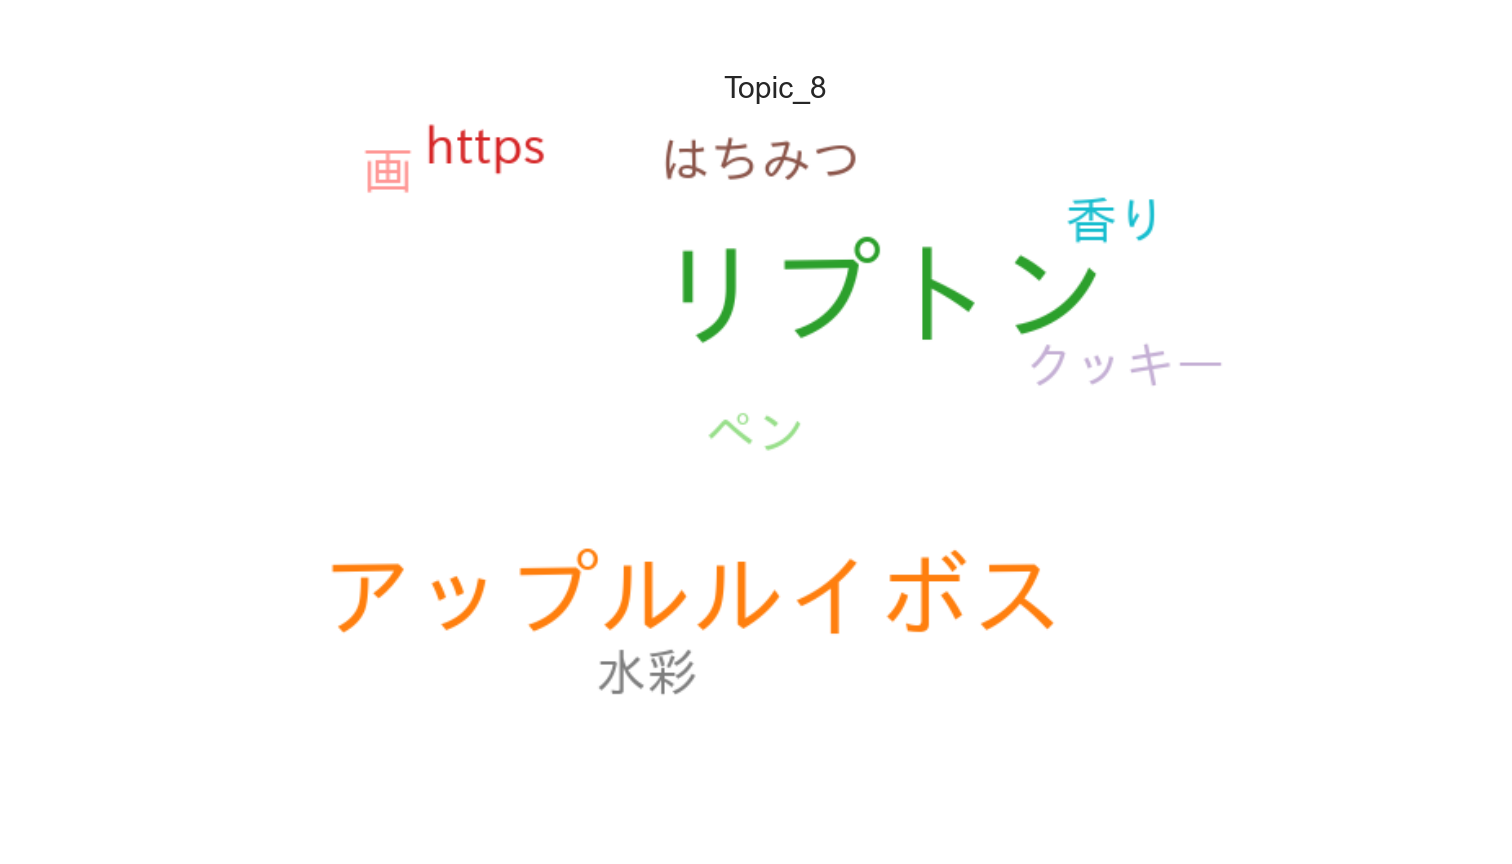 Topic_8
https
画
はちみつ
香り
リプトン
クッキー
ペン
アップルルイボス
水彩